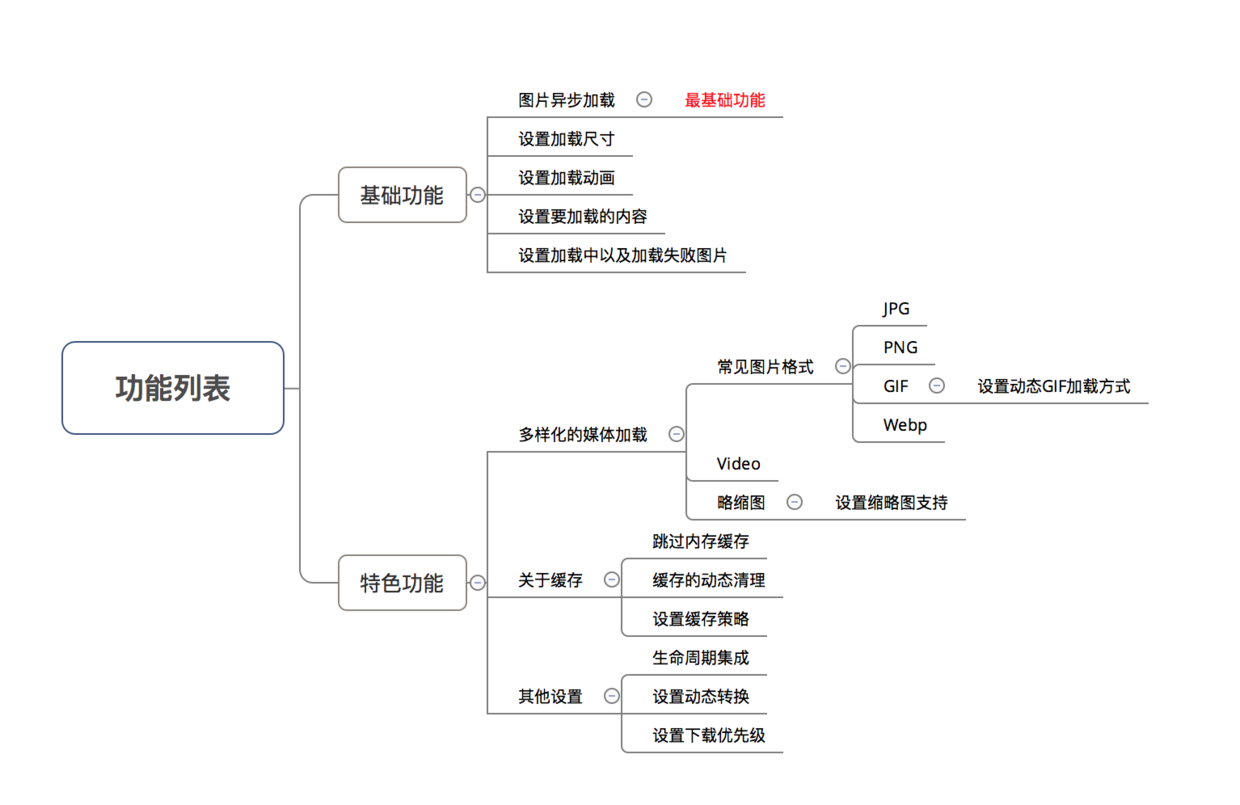 功能列表
基础功能
图片异步加载
最基础功能
设置加载尺寸
设置加载动画
设置要加载的内容
设置加载中以及加载失败图片
特色功能
多样化的媒体加载
常见图片格式
JPG
PNG
GIF
设置动态GIF加载方式
Webp
Video
略缩图
设置缩略图支持
关于缓存
跳过内存缓存
缓存的动态清理
设置缓存策略
其他设置
生命周期集成
设置动态转换
设置下载优先级